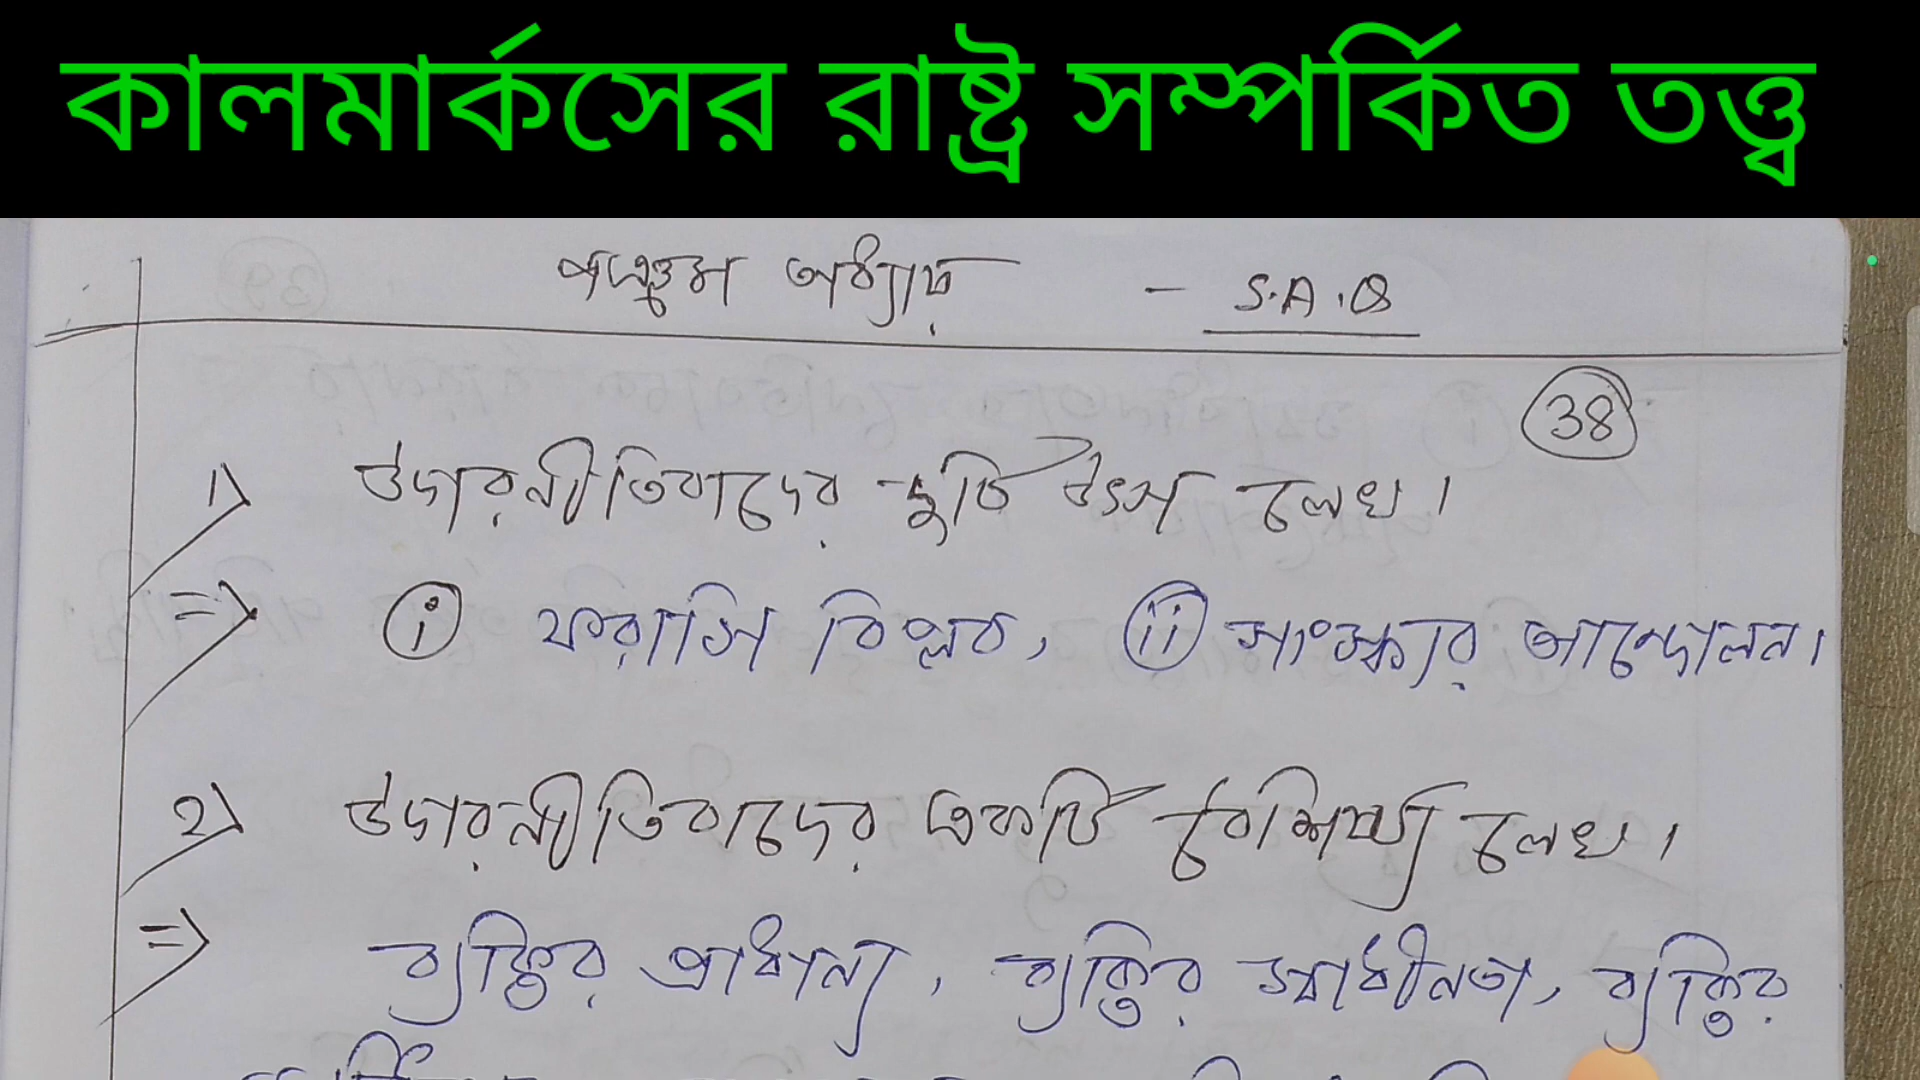 কালমার্কসের রাষ্ট্র সম্পর্কিত তত্ত্ব
পঞ্চম অধ্যায় - S.A.Q
38
1) উদারনীতিবাদের দুটি উৎস লেখ।
=> i ফরাসি বিপ্লব, ii সংস্কার আন্দোলন।
২) উদারনীতিবাদের একটি বৈশিষ্ট্য লেখ।
=> ব্যক্তির প্রাধান্য, ব্যক্তির স্বাধীনতা, ব্যক্তির